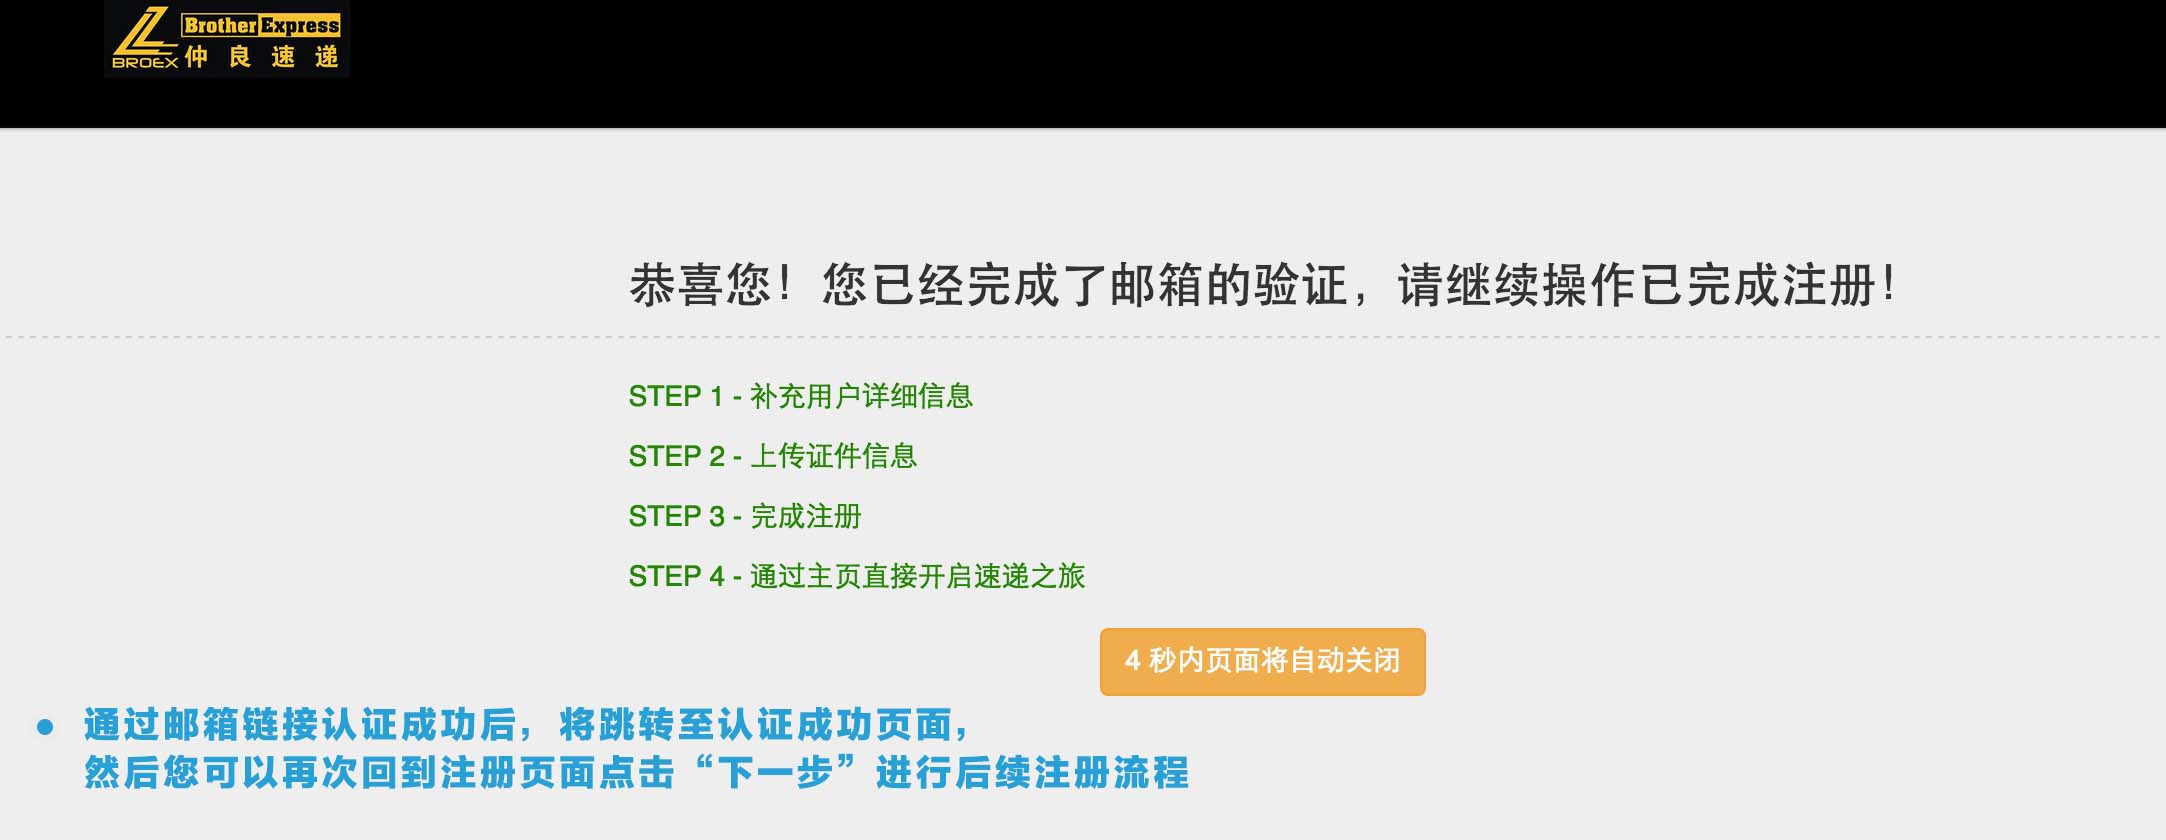 Brother Express
BROEX 仲良速递
恭喜您！您已经完成了邮箱的验证，请继续操作已完成注册！
STEP 1 - 补充用户详细信息
STEP 2 - 上传证件信息
STEP 3 - 完成注册
STEP 4 - 通过主页直接开启速递之旅
4 秒内页面将自动关闭
● 通过邮箱链接认证成功后，将跳转至认证成功页面，
然后您可以再次回到注册页面点击“下一步”进行后续注册流程